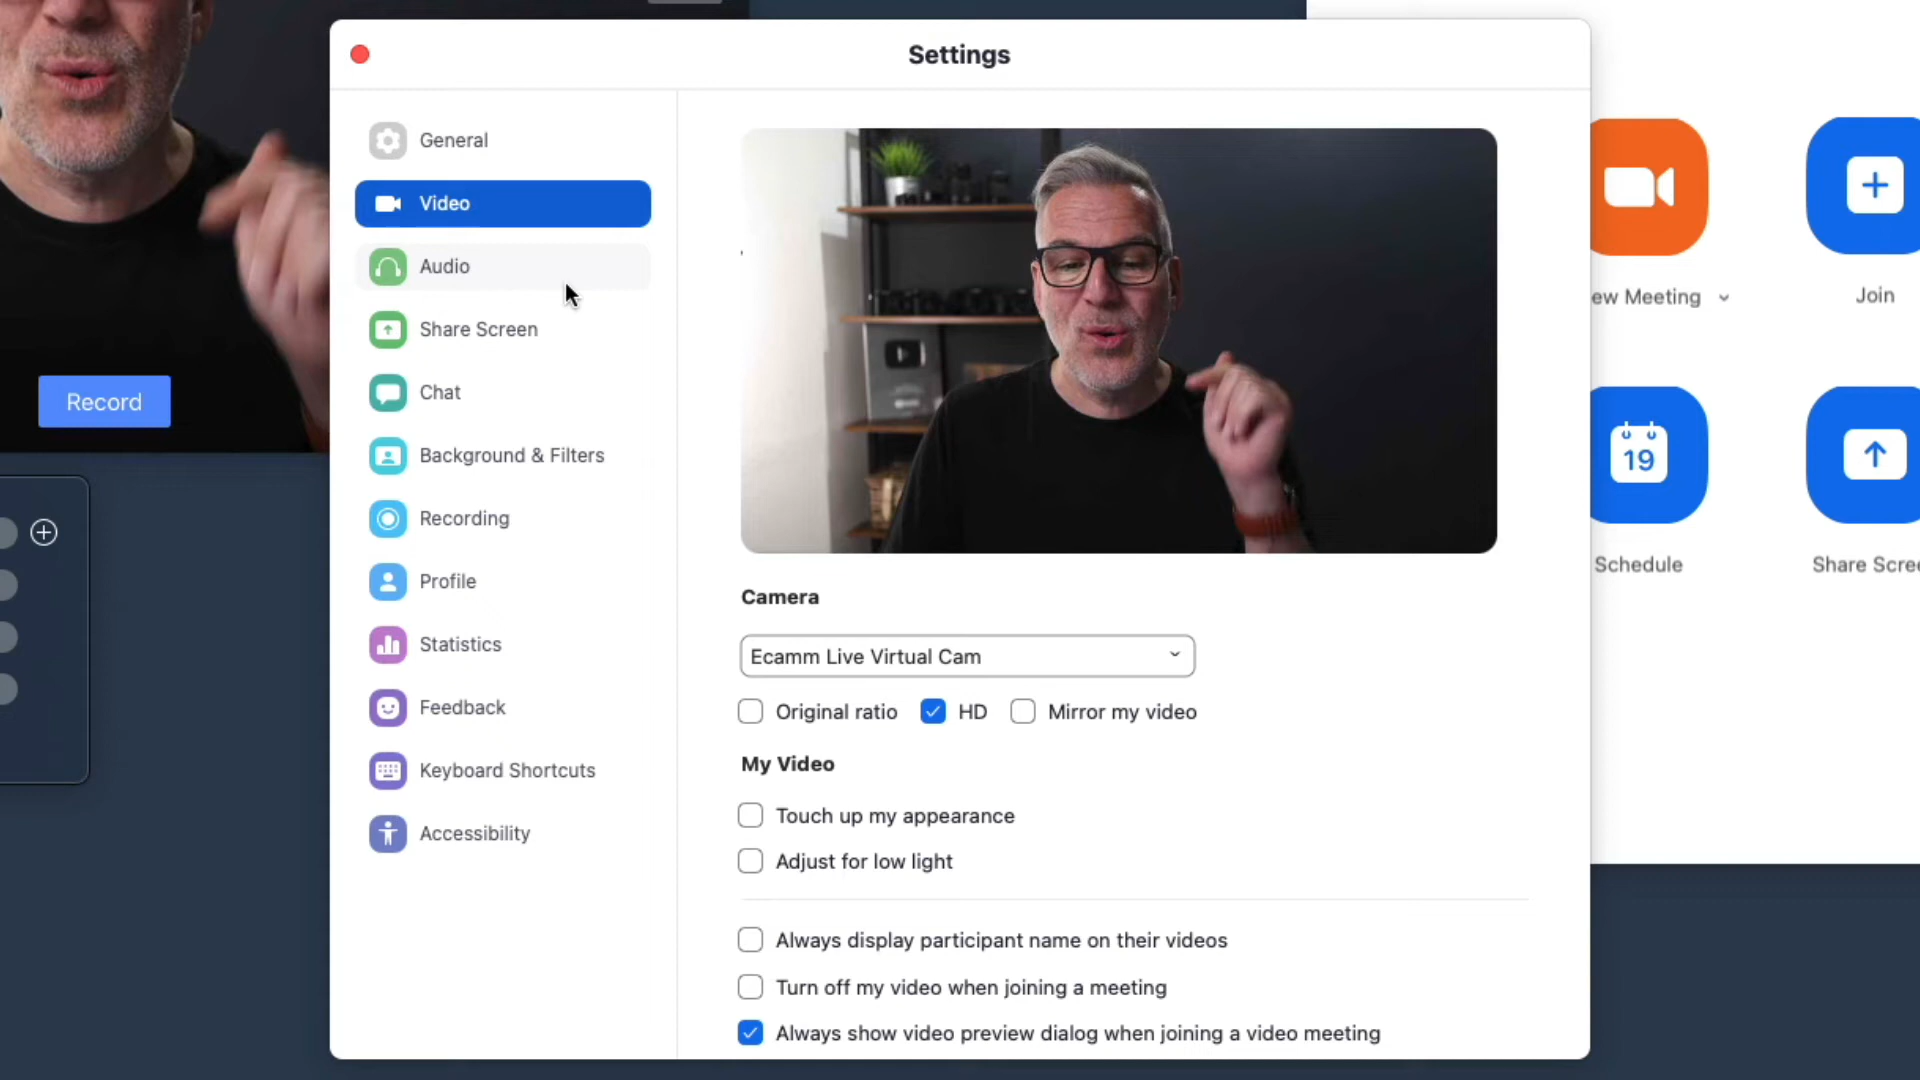 Settings
General
Video
Audio
Share Screen
Chat
Background & Filters
Recording
Profile
Statistics
Feedback
Keyboard Shortcuts
Accessibility
Record
Camera
Ecamm Live Virtual Cam
Original ratio HD Mirror my video
My Video
Touch up my appearance
Adjust for low light
Always display participant name on their videos
Turn off my video when joining a meeting
Always show video preview dialog when joining a video meeting
ew Meeting
Join
19
Schedule
Share Scree